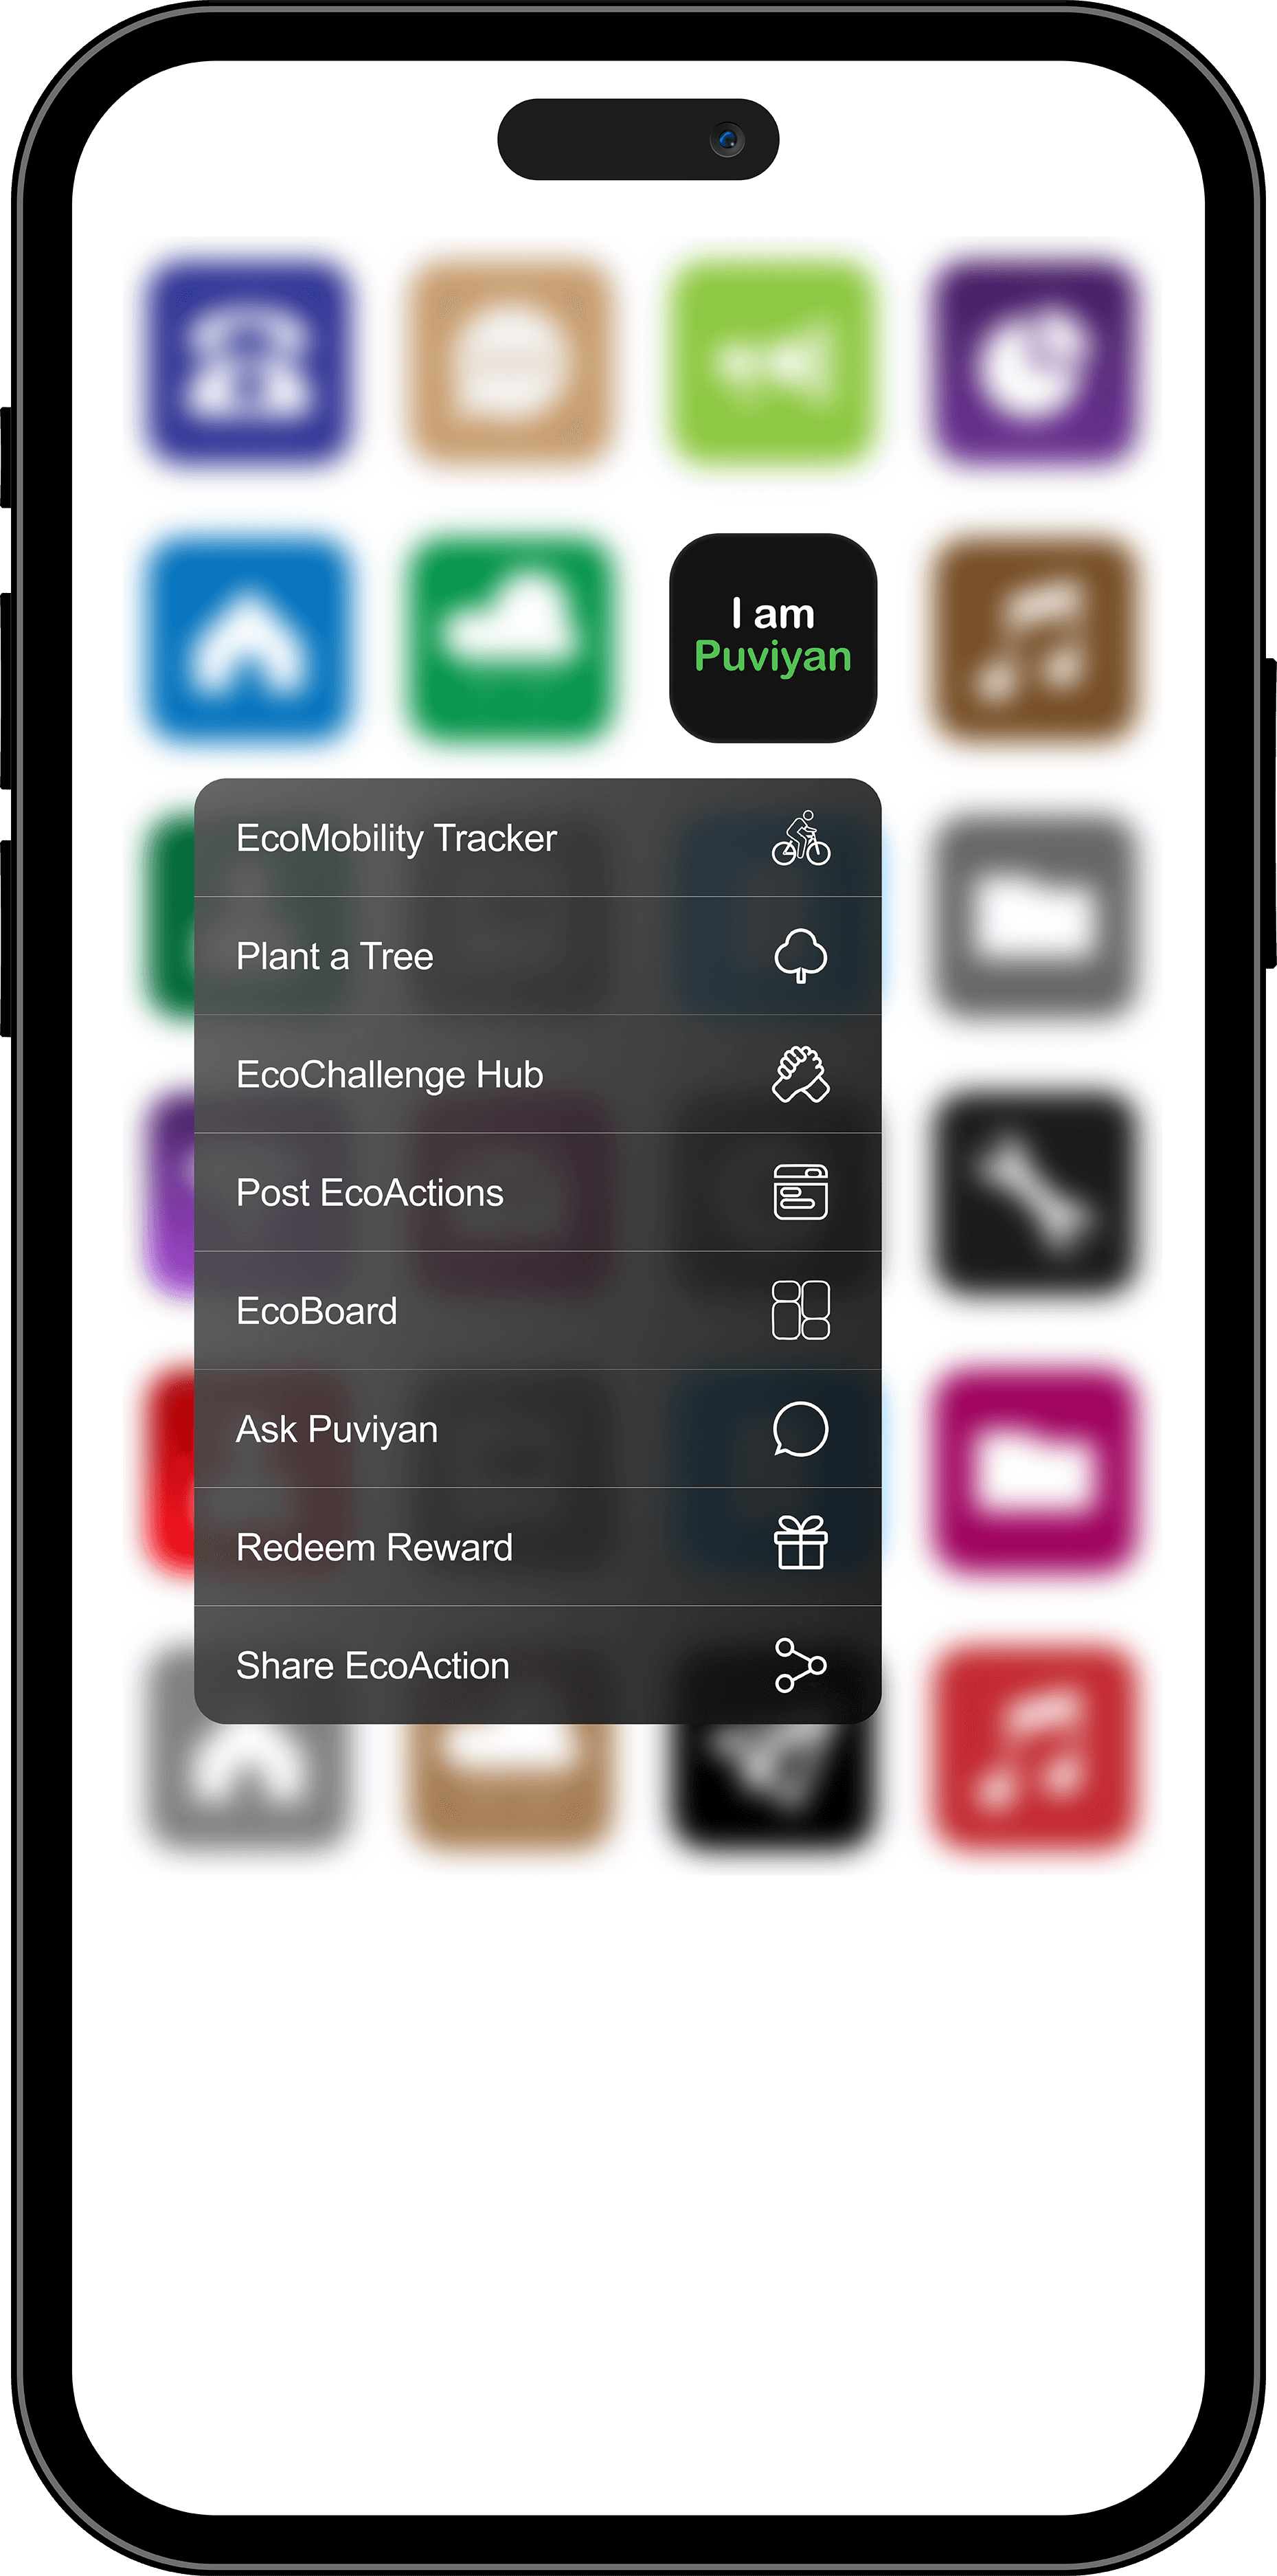 I am
Puviyan
EcoMobility Tracker
Plant a Tree
EcoChallenge Hub
Post EcoActions
EcoBoard
Ask Puviyan
Redeem Reward
Share EcoAction